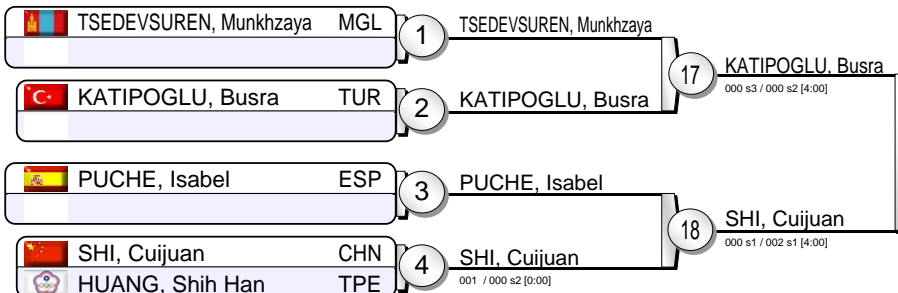 TSEDEVSUREN, Munkhzaya MGL
1
TSEDEVSUREN, Munkhzaya
17
KATIPOGLU, Busra
000 s3 / 000 s2 [4:00]
KATIPOGLU, Busra TUR
2
KATIPOGLU, Busra
PUCHE, Isabel ESP
3
PUCHE, Isabel
18
SHI, Cuijuan
000 s1 / 002 s1 [4:00]
SHI, Cuijuan CHN
HUANG, Shih Han TPE
4
SHI, Cuijuan
001 / 000 s2 [0:00]